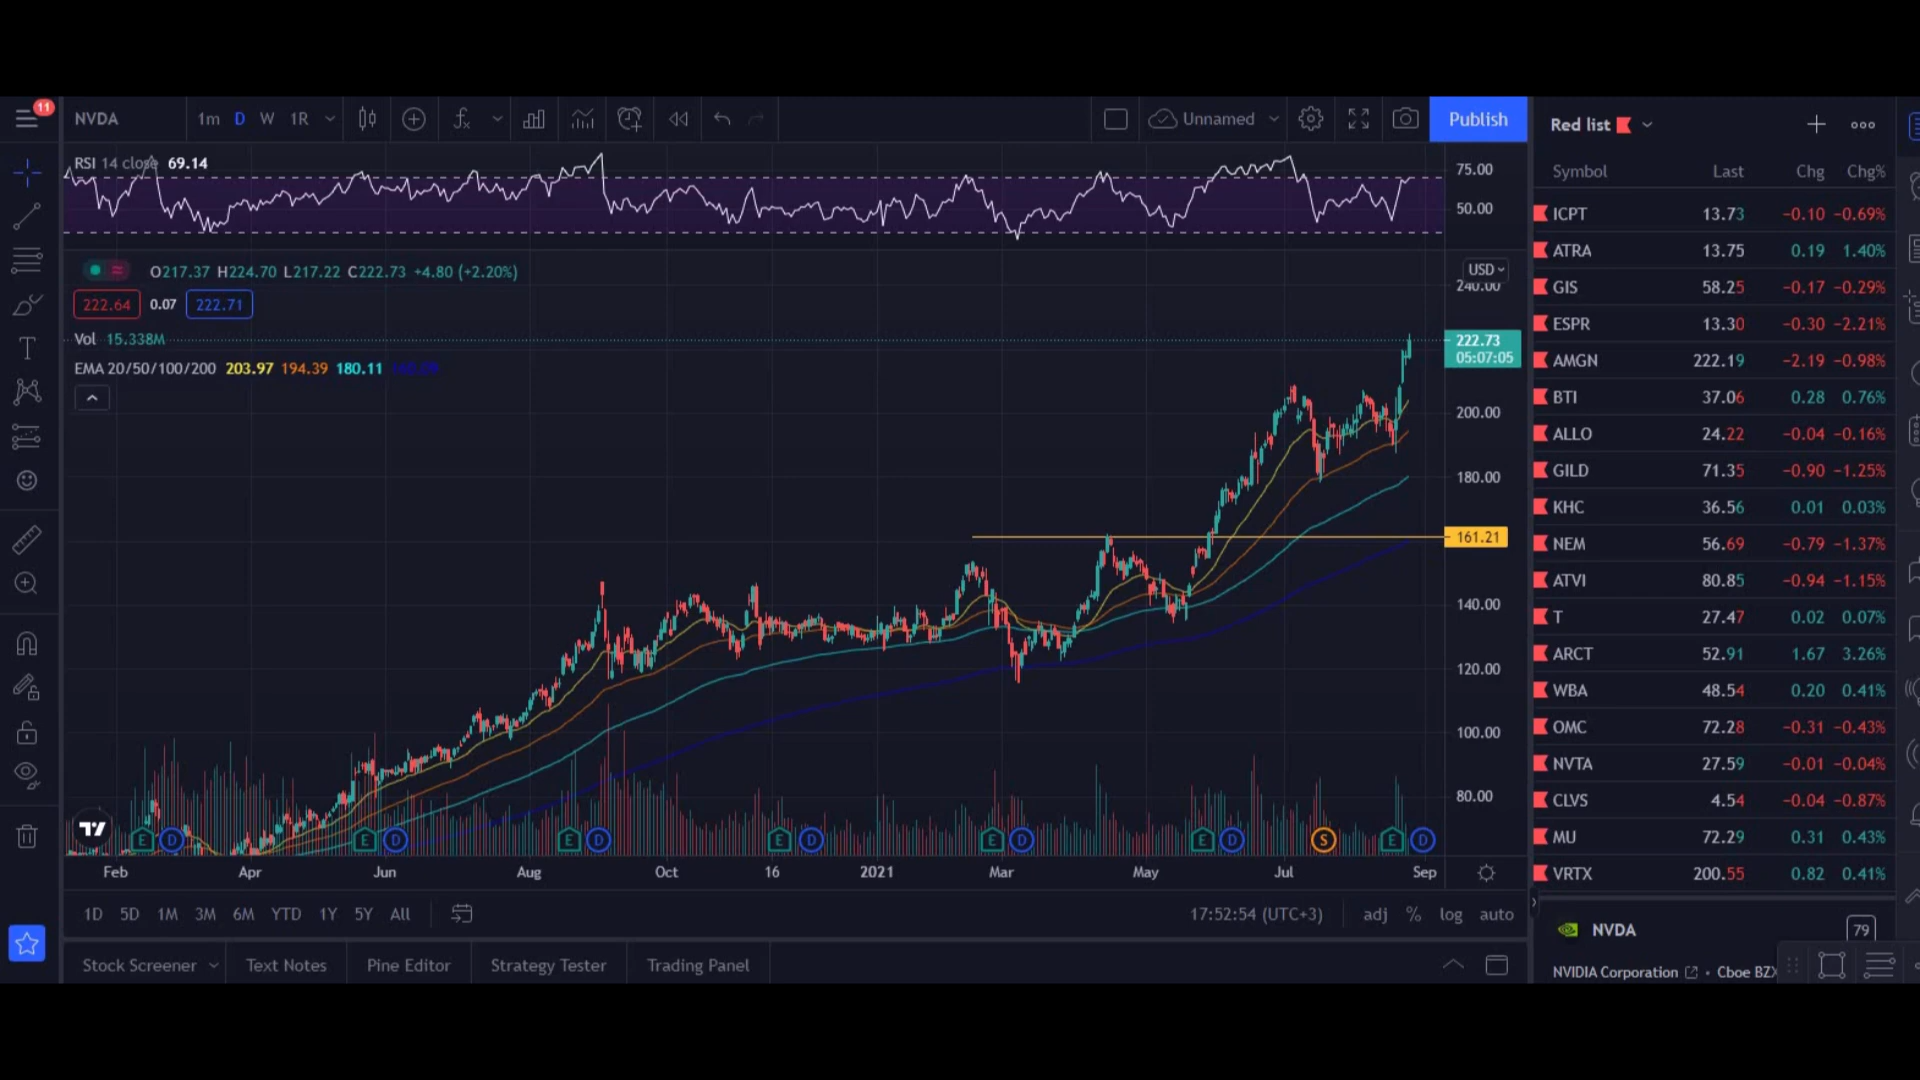 11
NVDA 1m D W 1R Unnamed Publish
RSI 14 close 69.14
75.00
50.00
O217.37 H224.70 L217.22 C222.73 +4.80 (+2.20%)
222.64 0.07 222.71
Vol 15.338M
EMA 20/50/100/200 203.97 194.39 180.11
USD
240.00
222.73
05:07:05
200.00
180.00
161.21
140.00
120.00
100.00
80.00
E D E D E D E D E D E D S E D
Feb Apr Jun Aug Oct 16 2021 Mar May Jul Sep
1D 5D 1M 3M 6M YTD 1Y 5Y All 17:52:54 (UTC+3) adj % log auto
Stock Screener Text Notes Pine Editor Strategy Tester Trading Panel
Red list
Symbol Last Chg Chg%
ICPT 13.73 −0.10 −0.69%
ATRA 13.75 0.19 1.40%
GIS 58.25 −0.17 −0.29%
ESPR 13.30 −0.30 −2.21%
AMGN 222.19 −2.19 −0.98%
BTI 37.06 0.28 0.76%
ALLO 24.22 −0.04 −0.16%
GILD 71.35 −0.90 −1.25%
KHC 36.56 0.01 0.03%
NEM 56.69 −0.79 −1.37%
ATVI 80.85 −0.94 −1.15%
T 27.47 0.02 0.07%
ARCT 52.91 1.67 3.26%
WBA 48.54 0.20 0.41%
OMC 72.28 −0.31 −0.43%
NVTA 27.59 −0.01 −0.04%
CLVS 4.54 −0.04 −0.87%
MU 72.29 0.31 0.43%
VRTX 200.55 0.82 0.41%
NVDA 79
NVIDIA Corporation • Cboe BZX